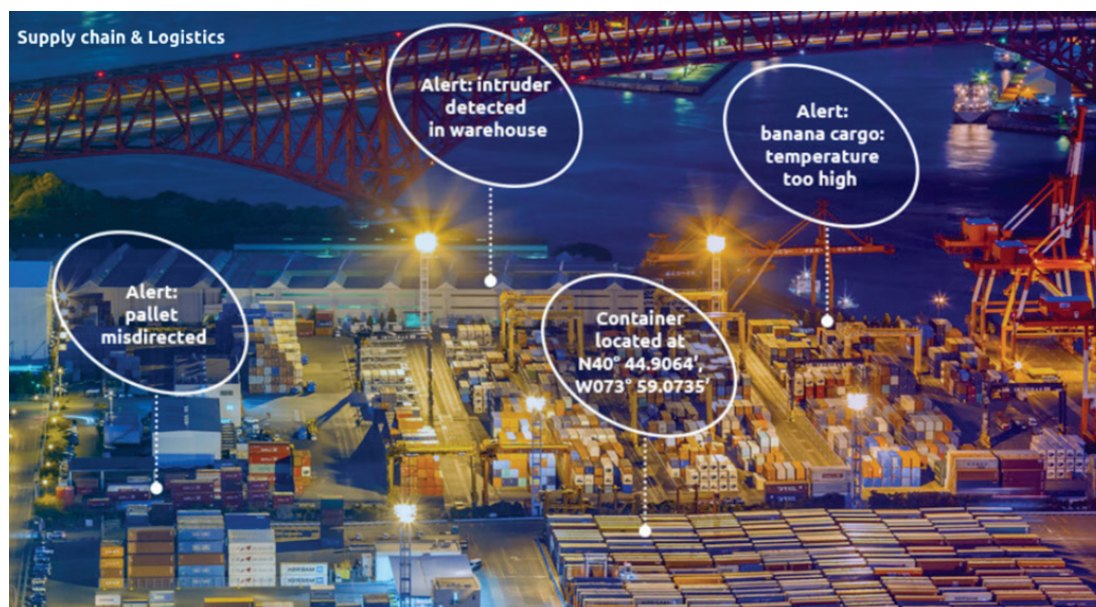 Supply chain & Logistics
Alert: intruder
detected
in warehouse
Alert:
banana cargo:
temperature
too high
Alert:
pallet
misdirected
Container
located at
N40° 44.9064′,
W073° 59.0735′